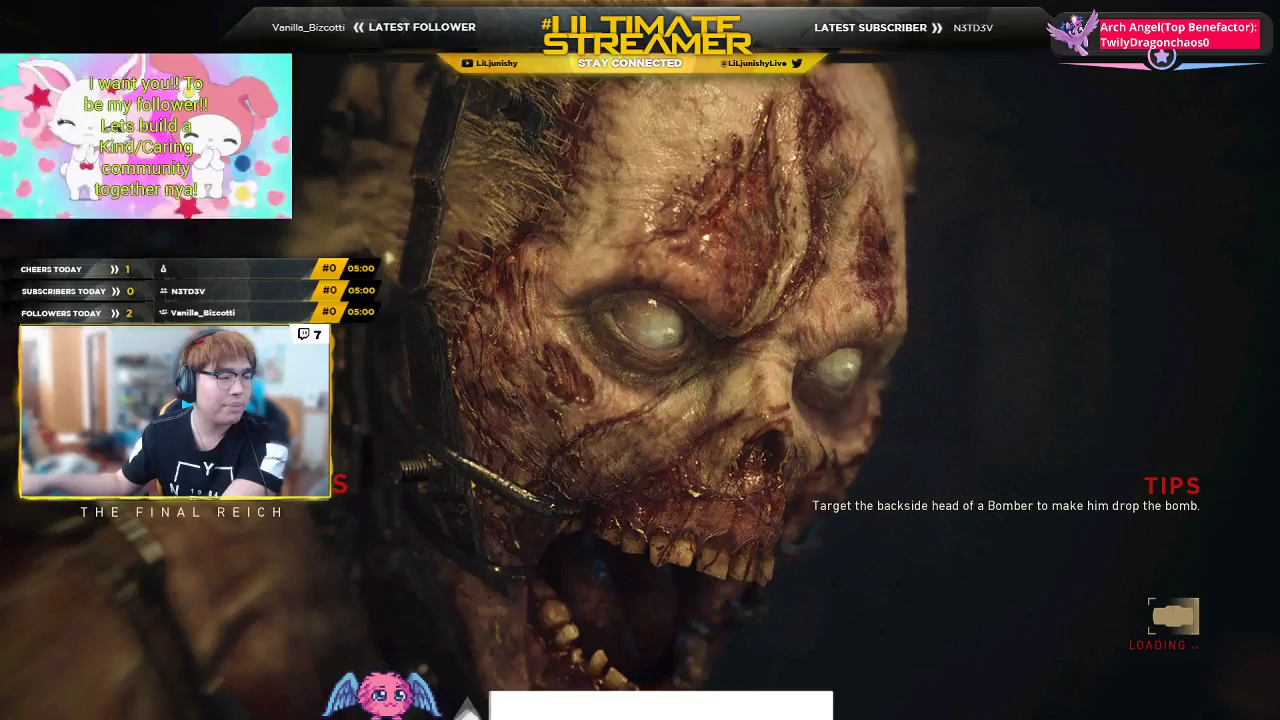 Vanilla_Bizcotti LATEST FOLLOWER
#ULTIMATE
STREAMER
LATEST SUBSCRIBER N3TD3V
Arch Angel(Top Benefactor):
TwilyDragonchaos0
LiLjunishy STAY CONNECTED @LiLjunishyLive
I want you!! To
be my follower!!
Lets build a
Kind/Caring
community
together nya!
CHEERS TODAY 1 #0 05:00
SUBSCRIBERS TODAY 0 N3TD3V #0 05:00
FOLLOWERS TODAY 2 Vanilla_Bizcotti #0 05:00
7
Y
S
THE FINAL REICH
TIPS
Target the backside head of a Bomber to make him drop the bomb.
LOADING ..